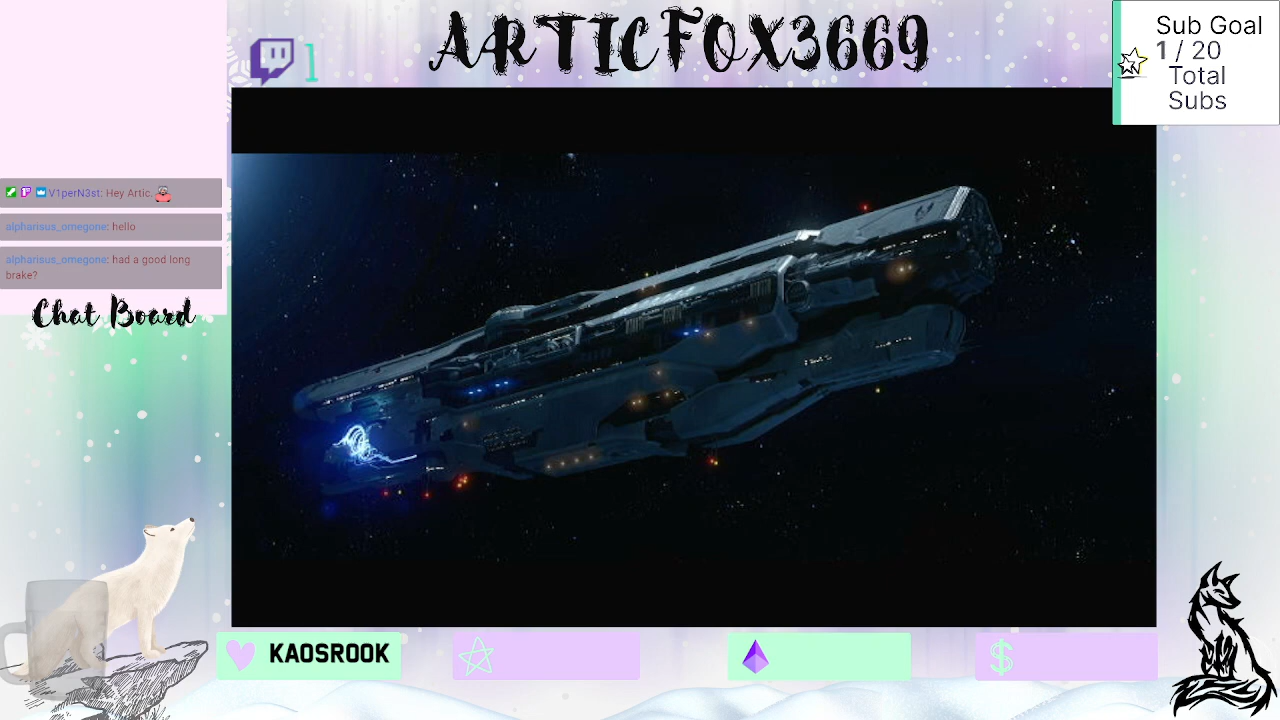 ARTICFOX3669
1
Sub Goal
1 / 20
Total
Subs
V1perN3st: Hey Artic.
alpharisus_omegone: hello
alpharisus_omegone: had a good long
brake?
Chat Board
KAOSROOK
$